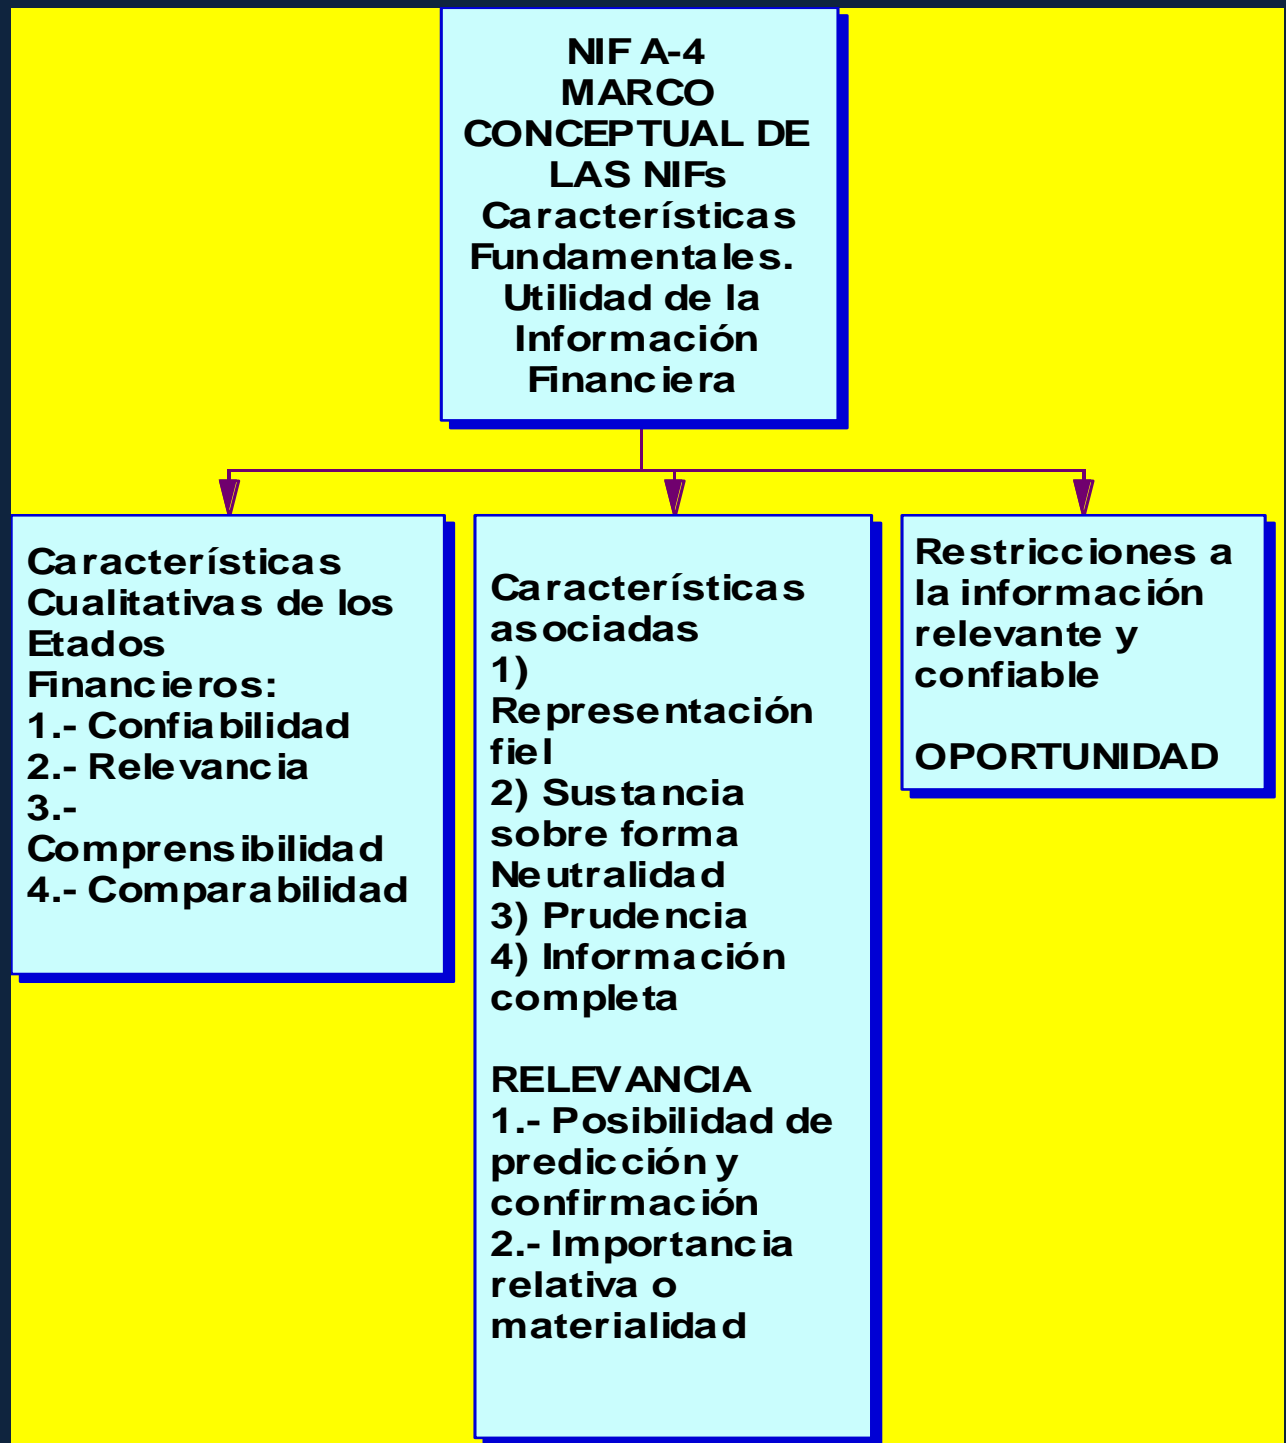 NIF A-4
MARCO
CONCEPTUAL DE
LAS NIFs
Características
Fundamentales.
Utilidad de la
Información
Financiera
Características
Cualitativas de los
Etados
Financieros:
1.- Confiabilidad
2.- Relevancia
3.-
Comprensibilidad
4.- Comparabilidad
Características
asociadas
1)
Representación
fiel
2) Sustancia
sobre forma
Neutralidad
3) Prudencia
4) Información
completa
RELEVANCIA
1.- Posibilidad de
predicción y
confirmación
2.- Importancia
relativa o
materialidad
Restricciones a
la información
relevante y
confiable
OPORTUNIDAD